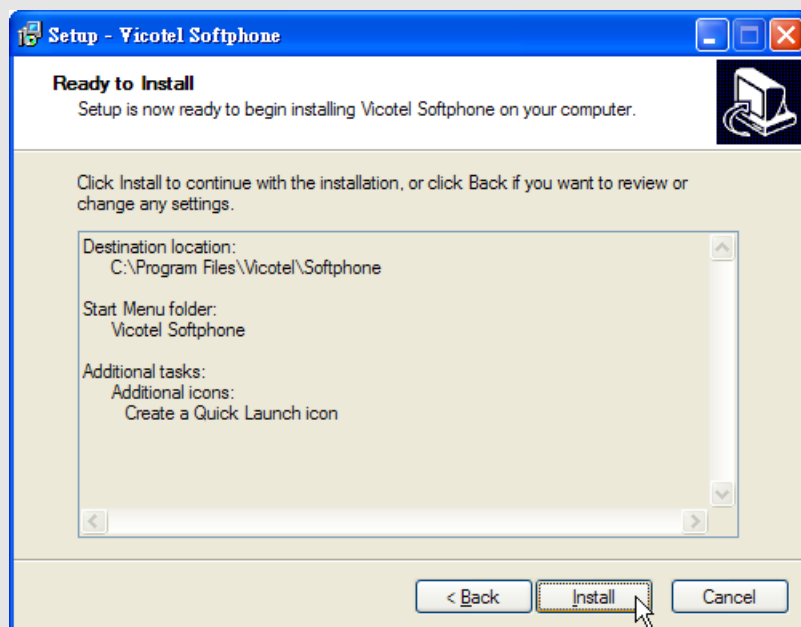 Setup - Vicotel Softphone
Ready to Install
Setup is now ready to begin installing Vicotel Softphone on your computer.
Click Install to continue with the installation, or click Back if you want to review or
change any settings.
Destination location:
C:\Program Files\Vicotel\Softphone
Start Menu folder:
Vicotel Softphone
Additional tasks:
Additional icons:
Create a Quick Launch icon
< Back Install Cancel